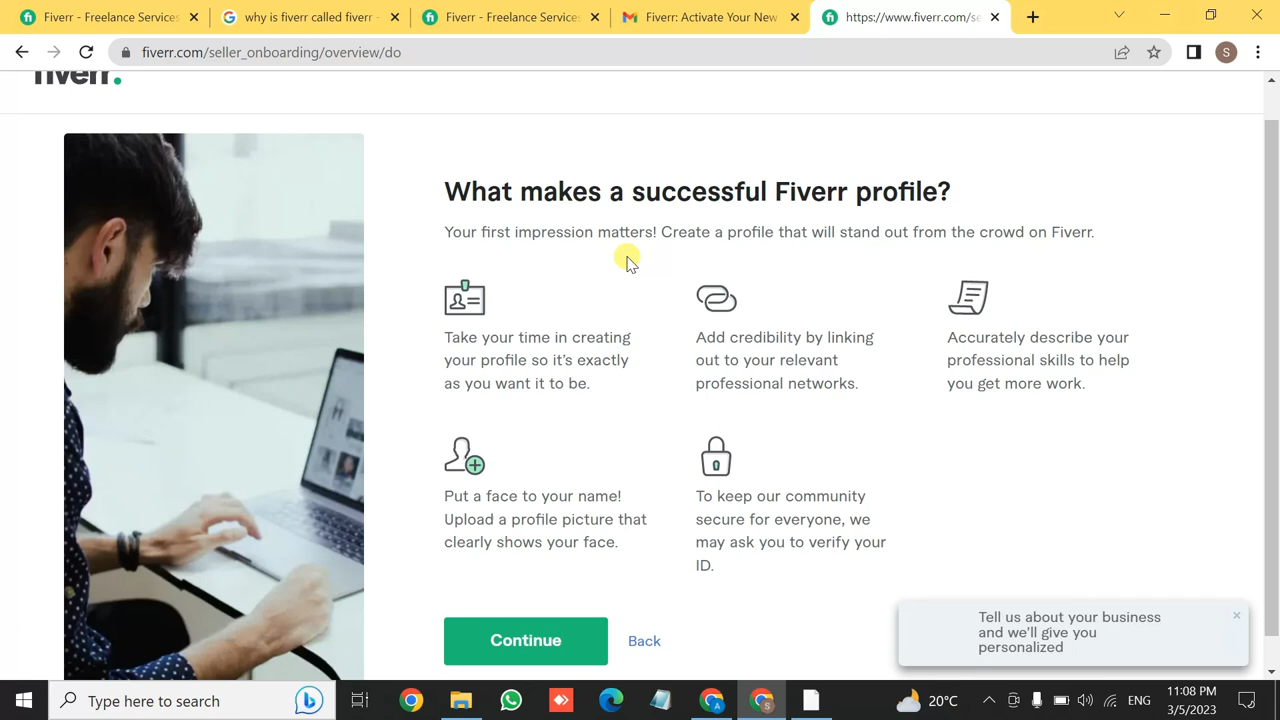 Fiverr - Freelance Services
why is fiverr called fiverr -
Fiverr - Freelance Services
Fiverr: Activate Your New
https://www.fiverr.com/se
fiverr.com/seller_onboarding/overview/do
S
fiverr.
What makes a successful Fiverr profile?
Your first impression matters! Create a profile that will stand out from the crowd on Fiverr.
Take your time in creating
your profile so it's exactly
as you want it to be.
Add credibility by linking
out to your relevant
professional networks.
Accurately describe your
professional skills to help
you get more work.
Put a face to your name!
Upload a profile picture that
clearly shows your face.
To keep our community
secure for everyone, we
may ask you to verify your
ID.
Continue
Back
Tell us about your business
and we'll give you
personalized
Type here to search
20°C
ENG
11:08 PM
3/5/2023